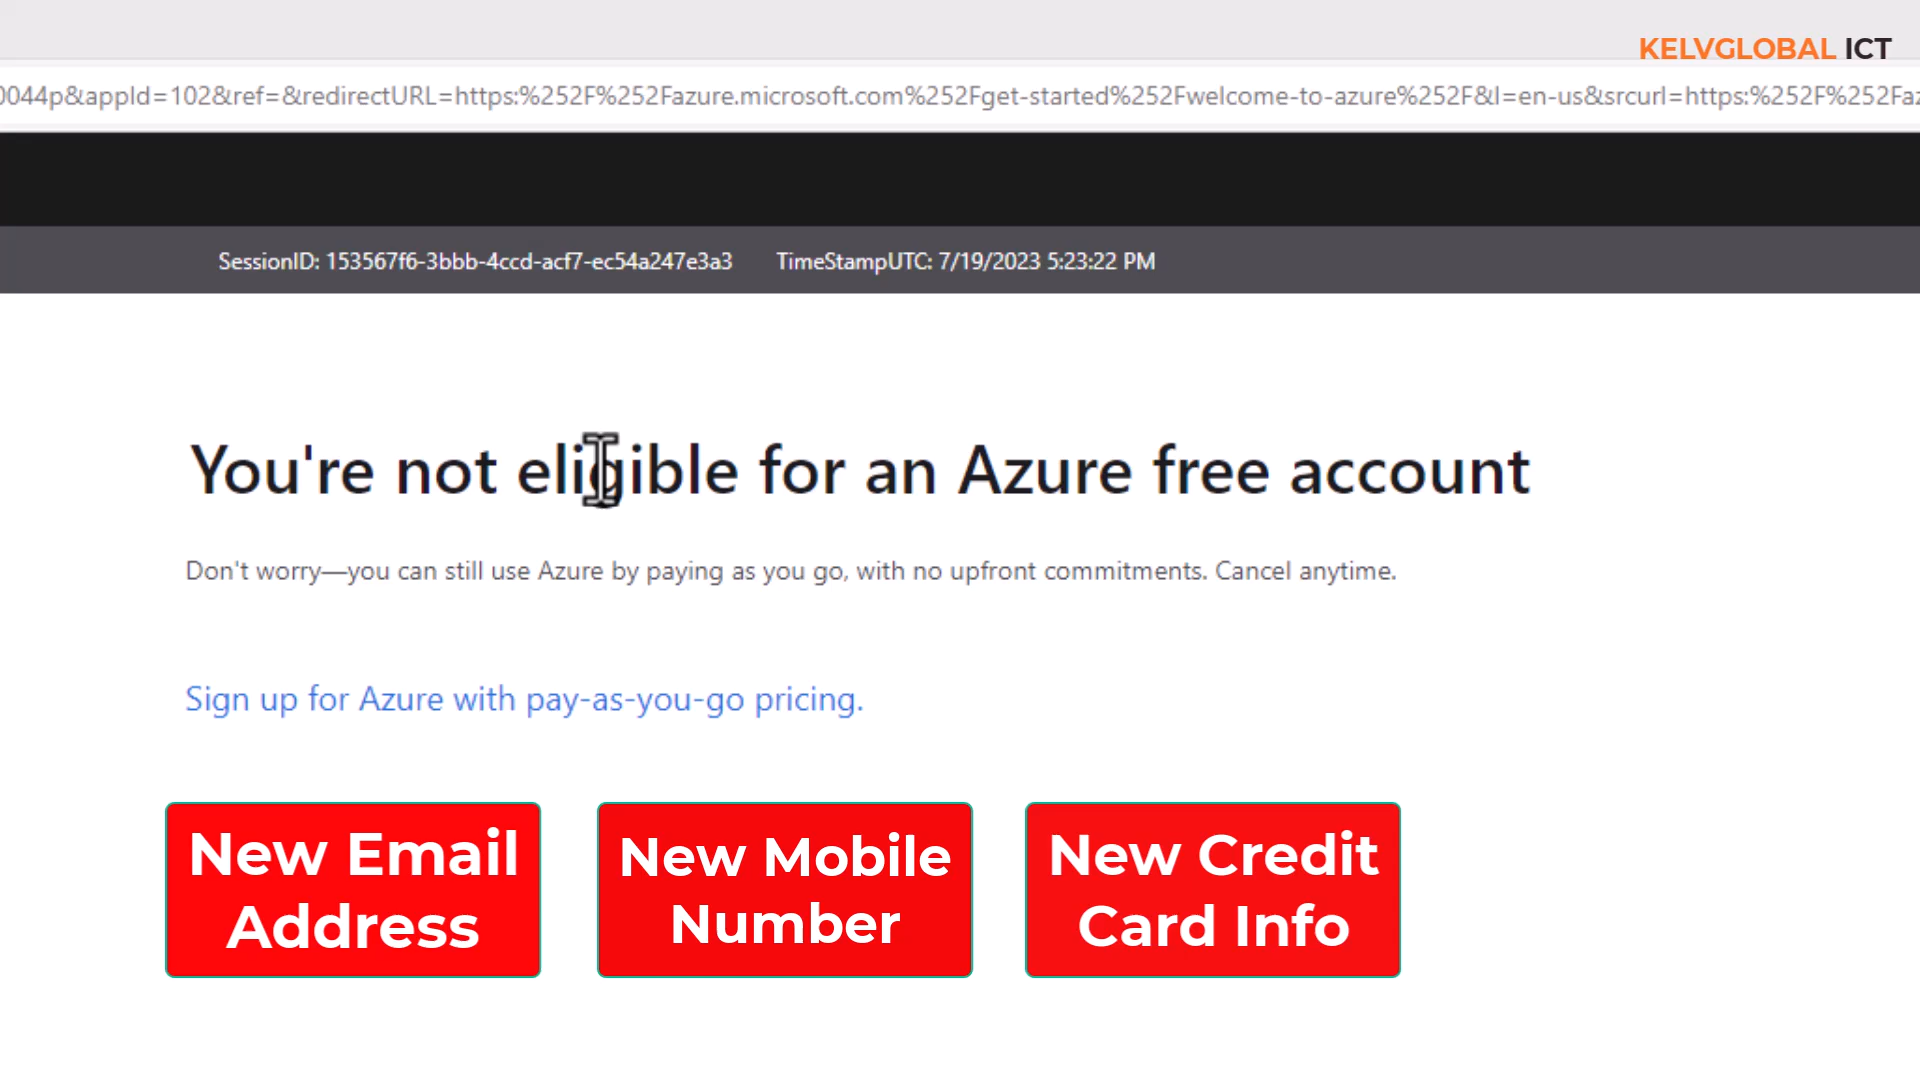 KELVGLOBAL ICT
0044p&appId=102&ref=&redirectURL=https:%252F%252Fazure.microsoft.com%252Fget-started%252Fwelcome-to-azure%252F&l=en-us&srcurl=https:%252F%252Faz
SessionID: 153567f6-3bbb-4ccd-acf7-ec54a247e3a3 TimeStampUTC: 7/19/2023 5:23:22 PM
You're not eligible for an Azure free account
Don't worry—you can still use Azure by paying as you go, with no upfront commitments. Cancel anytime.
Sign up for Azure with pay-as-you-go pricing.
New Email
Address
New Mobile
Number
New Credit
Card Info